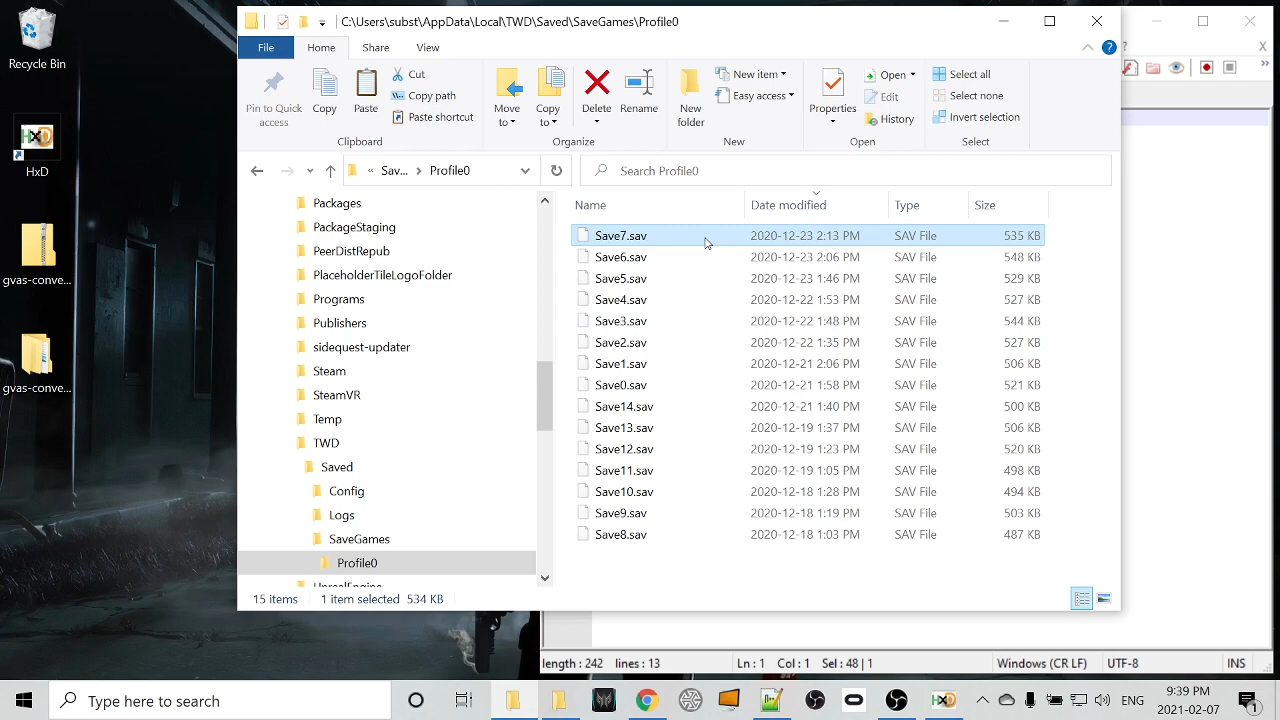 Recycle Bin
HxD
gvas-conve...
gvas-conve...
C:\Users\subst\AppData\Local\TWD\Saved\SaveGames\Profile0
File
Home
Share
View
?
Pin to Quick
access
Copy
Paste
Cut
Copy path
Paste shortcut
Clipboard
Move
to
Copy
to
Delete
Rename
Organize
New
folder
New item
Easy access
New
Properties
Open
Edit
History
Open
Select all
Select none
Invert selection
Select
« Sav... Profile0
Search Profile0
Packages
PackageStaging
PeerDistRepub
PlaceholderTileLogoFolder
Programs
Publishers
sidequest-updater
Steam
SteamVR
Temp
TWD
Saved
Config
Logs
SaveGames
Profile0
UnrealEngine
Name Date modified Type Size
Save7.sav 2020-12-23 2:13 PM SAV File 535 KB
Save6.sav 2020-12-23 2:06 PM SAV File 548 KB
Save5.sav 2020-12-23 1:46 PM SAV File 529 KB
Save4.sav 2020-12-22 1:53 PM SAV File 527 KB
Save3.sav 2020-12-22 1:48 PM SAV File 544 KB
Save2.sav 2020-12-22 1:35 PM SAV File 527 KB
Save1.sav 2020-12-21 2:06 PM SAV File 506 KB
Save0.sav 2020-12-21 1:58 PM SAV File 521 KB
Save14.sav 2020-12-21 1:40 PM SAV File 500 KB
Save13.sav 2020-12-19 1:37 PM SAV File 506 KB
Save12.sav 2020-12-19 1:23 PM SAV File 520 KB
Save11.sav 2020-12-19 1:05 PM SAV File 498 KB
Save10.sav 2020-12-18 1:28 PM SAV File 494 KB
Save9.sav 2020-12-18 1:19 PM SAV File 503 KB
Save8.sav 2020-12-18 1:03 PM SAV File 487 KB
15 items 1 item selected 534 KB
? X
length : 242 lines : 13 Ln : 1 Col : 1 Sel : 48 | 1 Windows (CR LF) UTF-8 INS
Type here to search
ENG
9:39 PM
2021-02-07
1